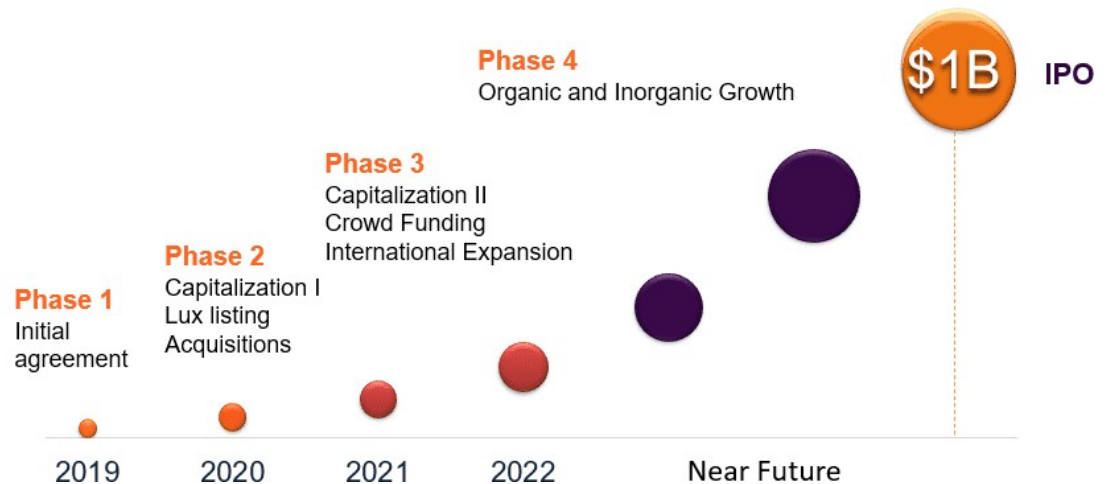 Phase 4
Organic and Inorganic Growth
$1B
IPO
Phase 3
Capitalization II
Crowd Funding
International Expansion
Phase 2
Capitalization I
Lux listing
Acquisitions
Phase 1
Initial
agreement
2019
2020
2021
2022
Near Future